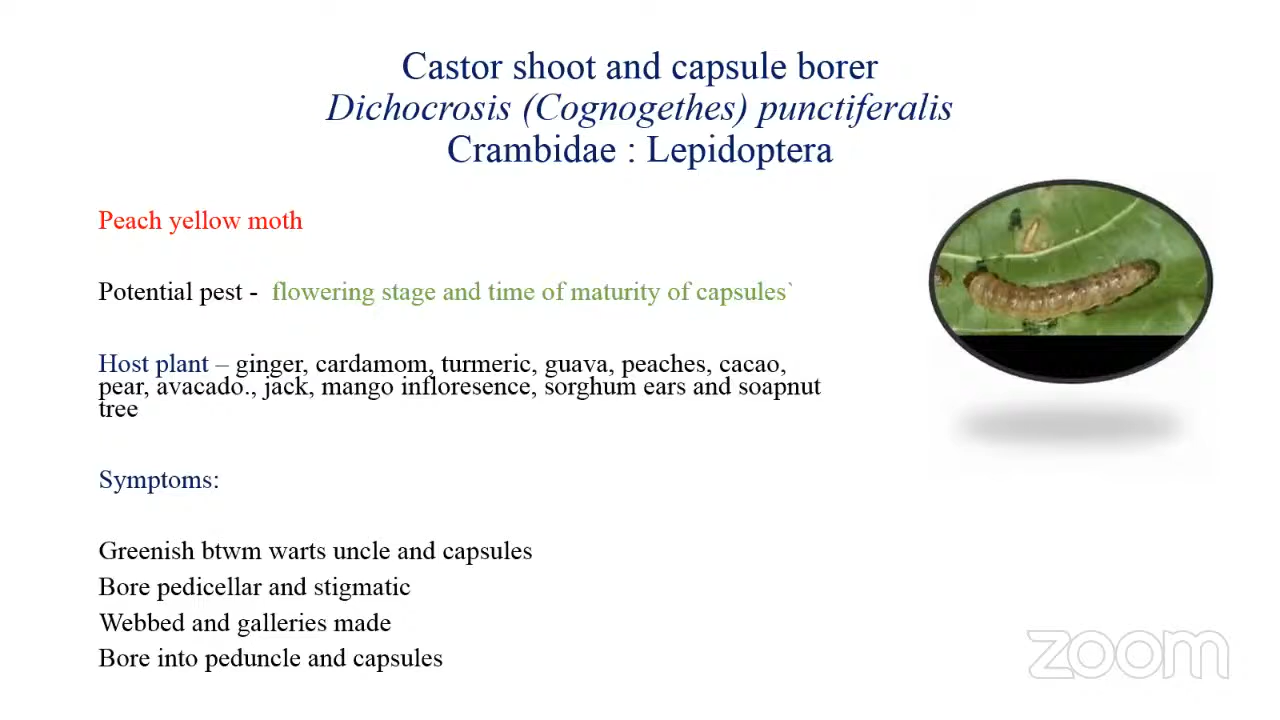 Castor shoot and capsule borer
Dichocrosis (Cognogethes) punctiferalis
Crambidae : Lepidoptera
Peach yellow moth
Potential pest - flowering stage and time of maturity of capsules`
Host plant – ginger, cardamom, turmeric, guava, peaches, cacao,
pear, avacado., jack, mango infloresence, sorghum ears and soapnut
tree
Symptoms:
Greenish btwm warts uncle and capsules
Bore pedicellar and stigmatic
Webbed and galleries made
Bore into peduncle and capsules
zoom